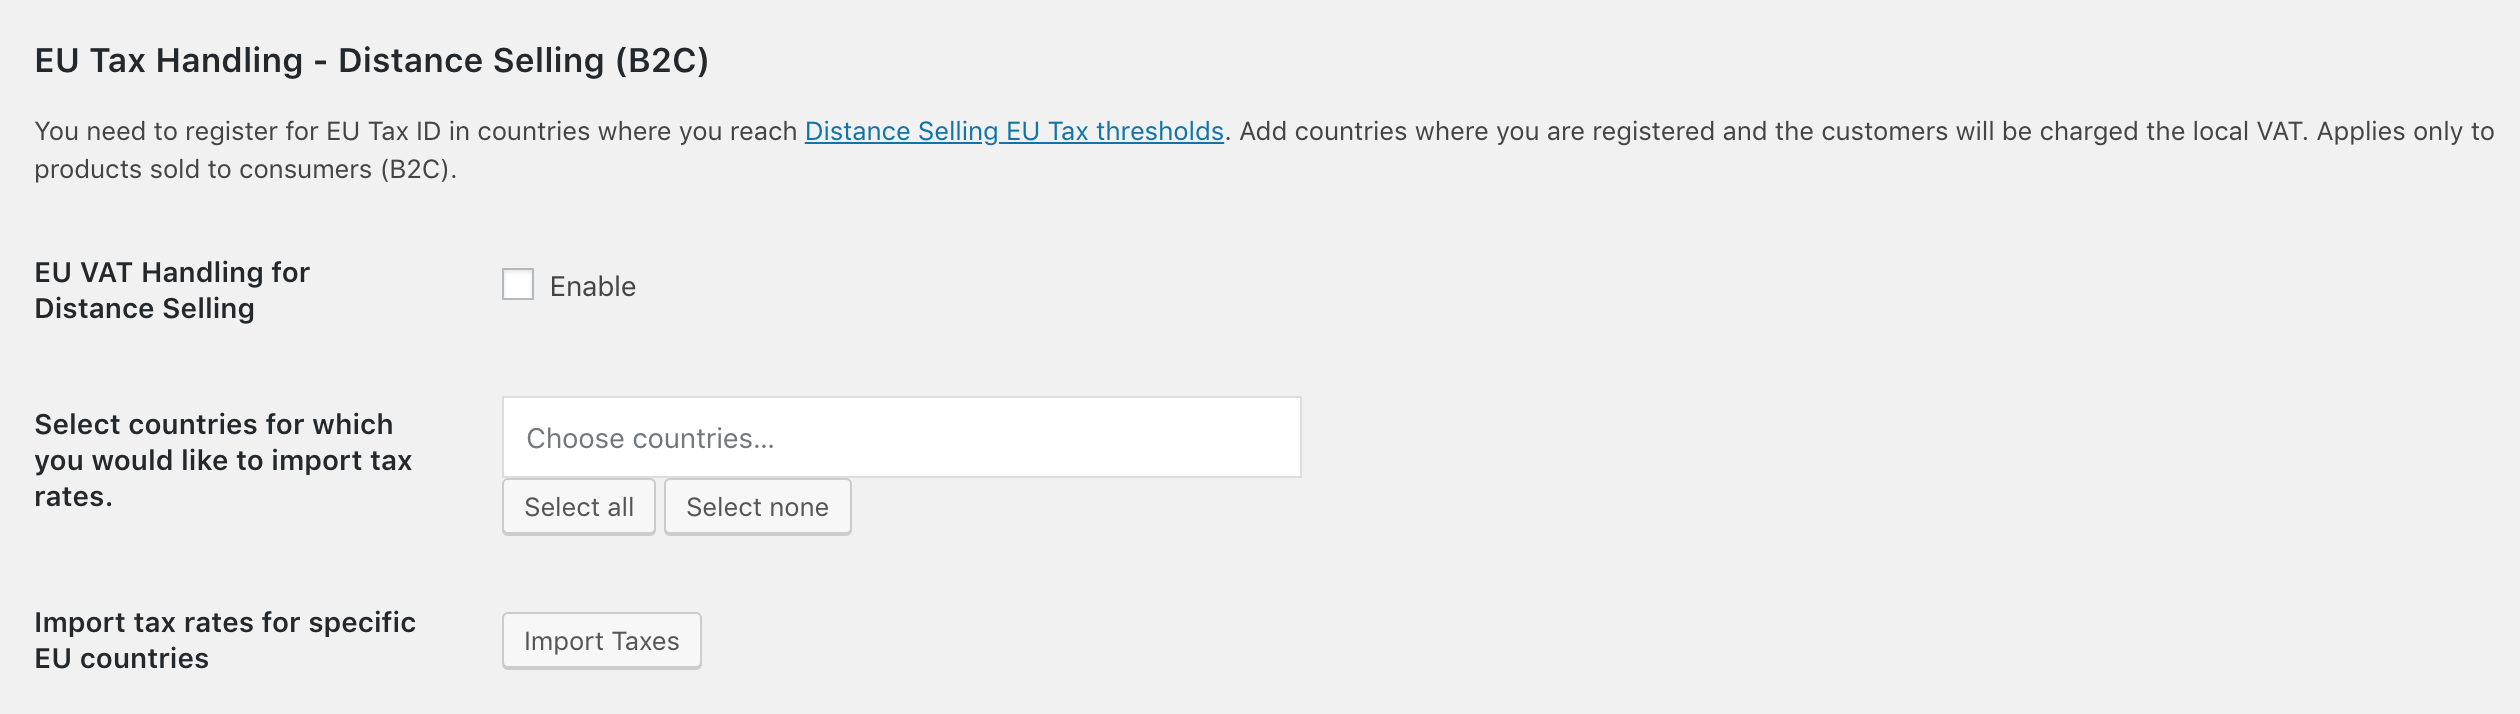 EU Tax Handling - Distance Selling (B2C)
You need to register for EU Tax ID in countries where you reach Distance Selling EU Tax thresholds. Add countries where you are registered and the customers will be charged the local VAT. Applies only to
products sold to consumers (B2C).
EU VAT Handling for
Distance Selling
Enable
Select countries for which
you would like to import tax
rates.
Choose countries…
Select all
Select none
Import tax rates for specific
EU countries
Import Taxes